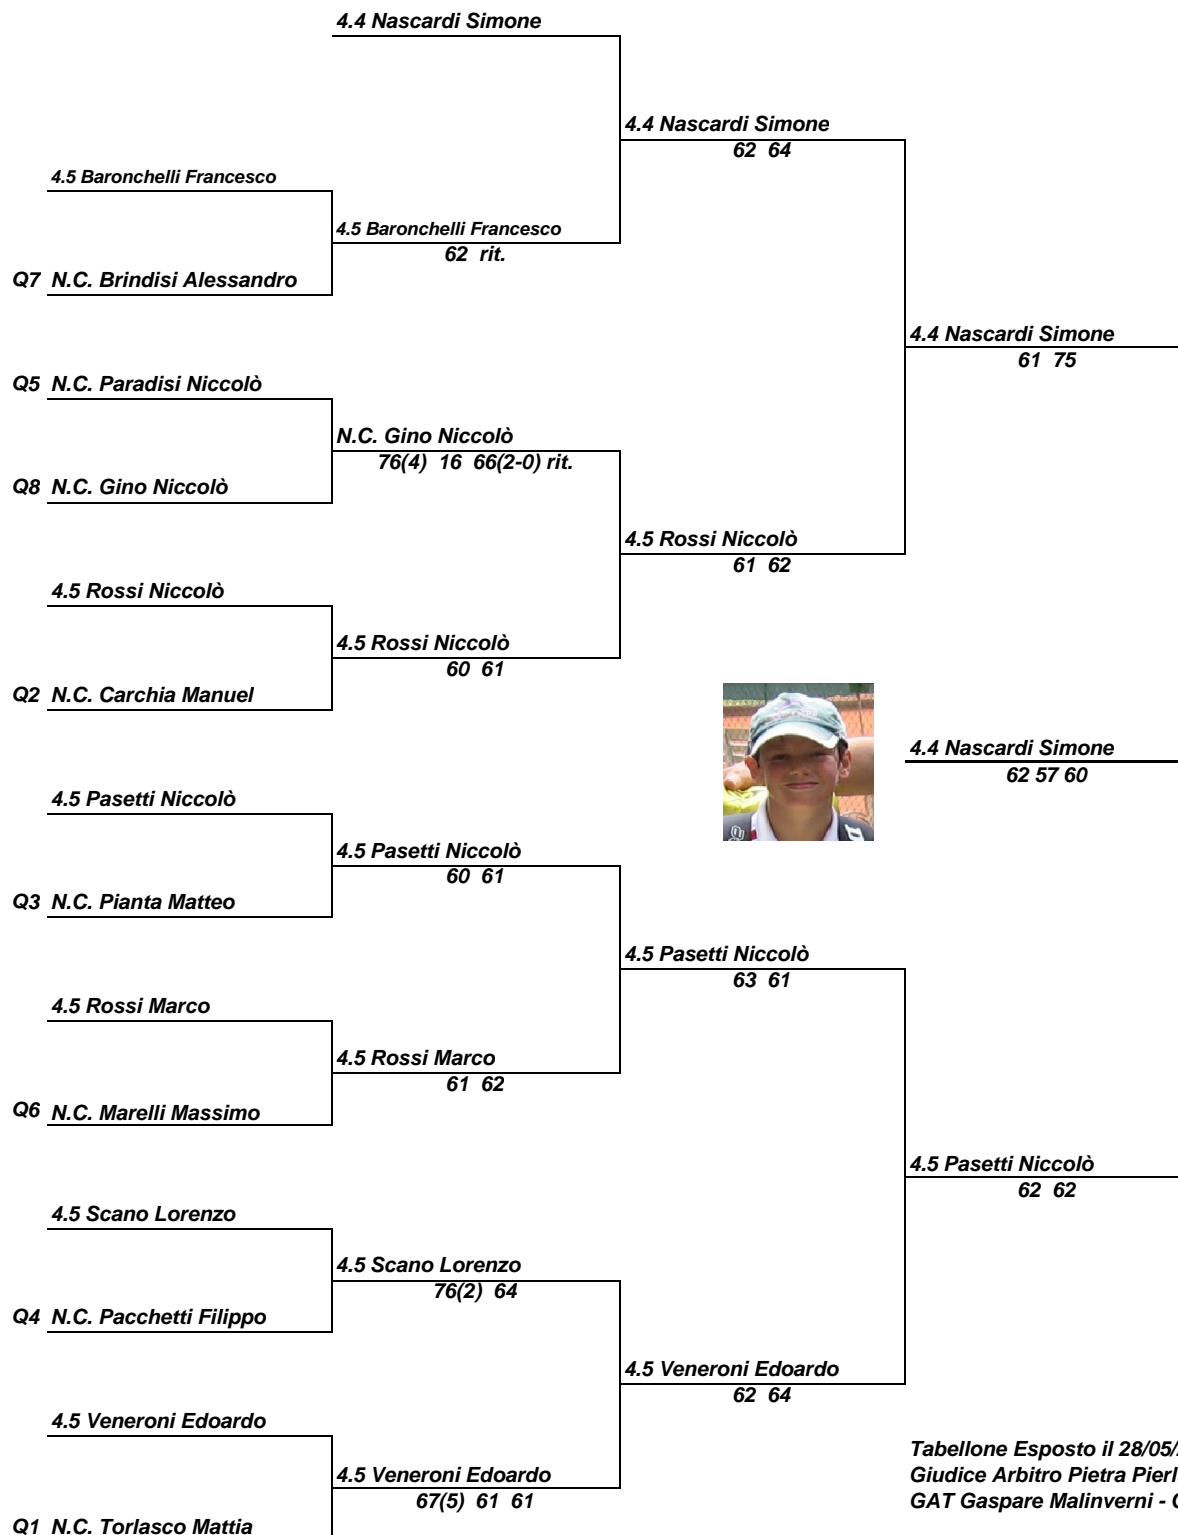 4.4 Nascardi Simone
4.4 Nascardi Simone
62 64
4.5 Baronchelli Francesco
4.5 Baronchelli Francesco
62 rit.
Q7 N.C. Brindisi Alessandro
4.4 Nascardi Simone
61 75
Q5 N.C. Paradisi Niccolò
N.C. Gino Niccolò
76(4) 16 66(2-0) rit.
Q8 N.C. Gino Niccolò
4.5 Rossi Niccolò
61 62
4.5 Rossi Niccolò
4.5 Rossi Niccolò
60 61
Q2 N.C. Carchia Manuel
4.4 Nascardi Simone
62 57 60
4.5 Pasetti Niccolò
4.5 Pasetti Niccolò
60 61
Q3 N.C. Pianta Matteo
4.5 Pasetti Niccolò
63 61
4.5 Rossi Marco
4.5 Rossi Marco
61 62
Q6 N.C. Marelli Massimo
4.5 Pasetti Niccolò
62 62
4.5 Scano Lorenzo
4.5 Scano Lorenzo
76(2) 64
Q4 N.C. Pacchetti Filippo
4.5 Veneroni Edoardo
62 64
4.5 Veneroni Edoardo
4.5 Veneroni Edoardo
67(5) 61 61
Q1 N.C. Torlasco Mattia
Tabellone Esposto il 28/05/
Giudice Arbitro Pietra Pierl
GAT Gaspare Malinverni -